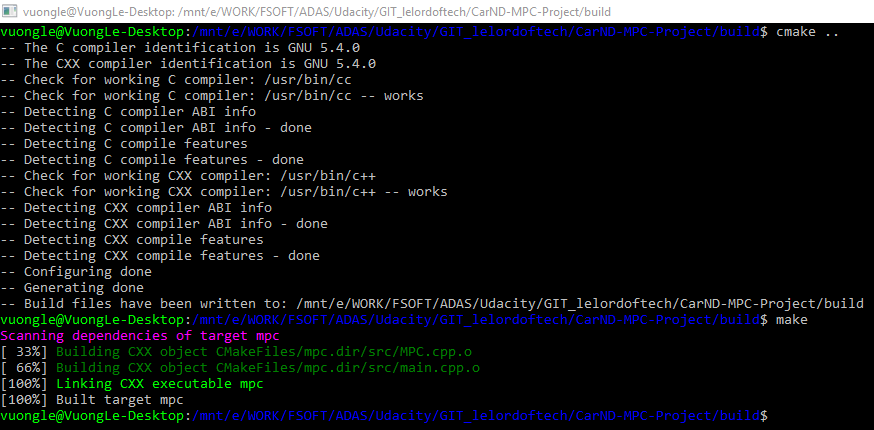 vuongle@VuongLe-Desktop: /mnt/e/WORK/FSOFT/ADAS/Udacity/GIT_lelordoftech/CarND-MPC-Project/build
vuongle@VuongLe-Desktop:/mnt/e/WORK/FSOFT/ADAS/Udacity/GIT_lelordoftech/CarND-MPC-Project/build$ cmake ..
-- The C compiler identification is GNU 5.4.0
-- The CXX compiler identification is GNU 5.4.0
-- Check for working C compiler: /usr/bin/cc
-- Check for working C compiler: /usr/bin/cc -- works
-- Detecting C compiler ABI info
-- Detecting C compiler ABI info - done
-- Detecting C compile features
-- Detecting C compile features - done
-- Check for working CXX compiler: /usr/bin/c++
-- Check for working CXX compiler: /usr/bin/c++ -- works
-- Detecting CXX compiler ABI info
-- Detecting CXX compiler ABI info - done
-- Detecting CXX compile features
-- Detecting CXX compile features - done
-- Configuring done
-- Generating done
-- Build files have been written to: /mnt/e/WORK/FSOFT/ADAS/Udacity/GIT_lelordoftech/CarND-MPC-Project/build
vuongle@VuongLe-Desktop:/mnt/e/WORK/FSOFT/ADAS/Udacity/GIT_lelordoftech/CarND-MPC-Project/build$ make
Scanning dependencies of target mpc
[ 33%] Building CXX object CMakeFiles/mpc.dir/src/MPC.cpp.o
[ 66%] Building CXX object CMakeFiles/mpc.dir/src/main.cpp.o
[100%] Linking CXX executable mpc
[100%] Built target mpc
vuongle@VuongLe-Desktop:/mnt/e/WORK/FSOFT/ADAS/Udacity/GIT_lelordoftech/CarND-MPC-Project/build$